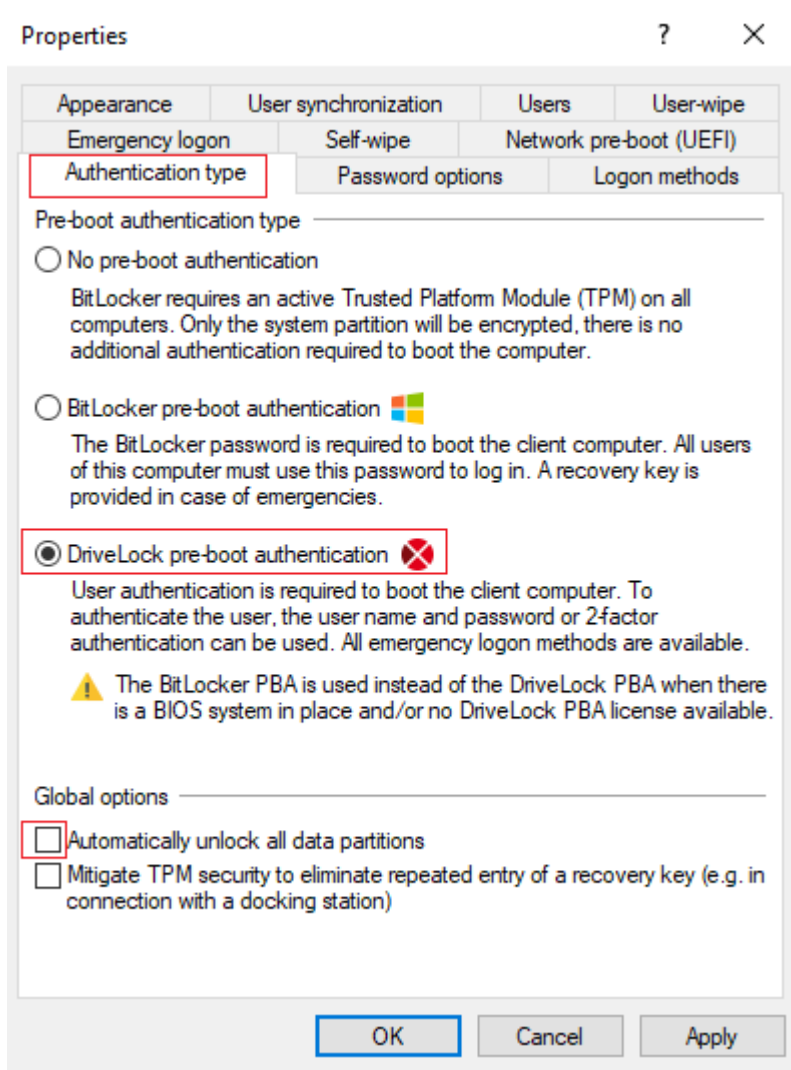 Properties
?
Appearance
User synchronization
Users
User-wipe
Emergency logon
Self-wipe
Network pre-boot (UEFI)
Authentication type
Password options
Logon methods
Pre-boot authentication type
No pre-boot authentication
BitLocker requires an active Trusted Platform Module (TPM) on all
computers. Only the system partition will be encrypted, there is no
additional authentication required to boot the computer.
BitLocker pre-boot authentication
The BitLocker password is required to boot the client computer. All users
of this computer must use this password to log in. A recovery key is
provided in case of emergencies.
DriveLock pre-boot authentication
User authentication is required to boot the client computer. To
authenticate the user, the user name and password or 2-factor
authentication can be used. All emergency logon methods are available.
The BitLocker PBA is used instead of the DriveLock PBA when there
is a BIOS system in place and/or no DriveLock PBA license available.
Global options
Automatically unlock all data partitions
Mitigate TPM security to eliminate repeated entry of a recovery key (e.g. in
connection with a docking station)
OK
Cancel
Apply